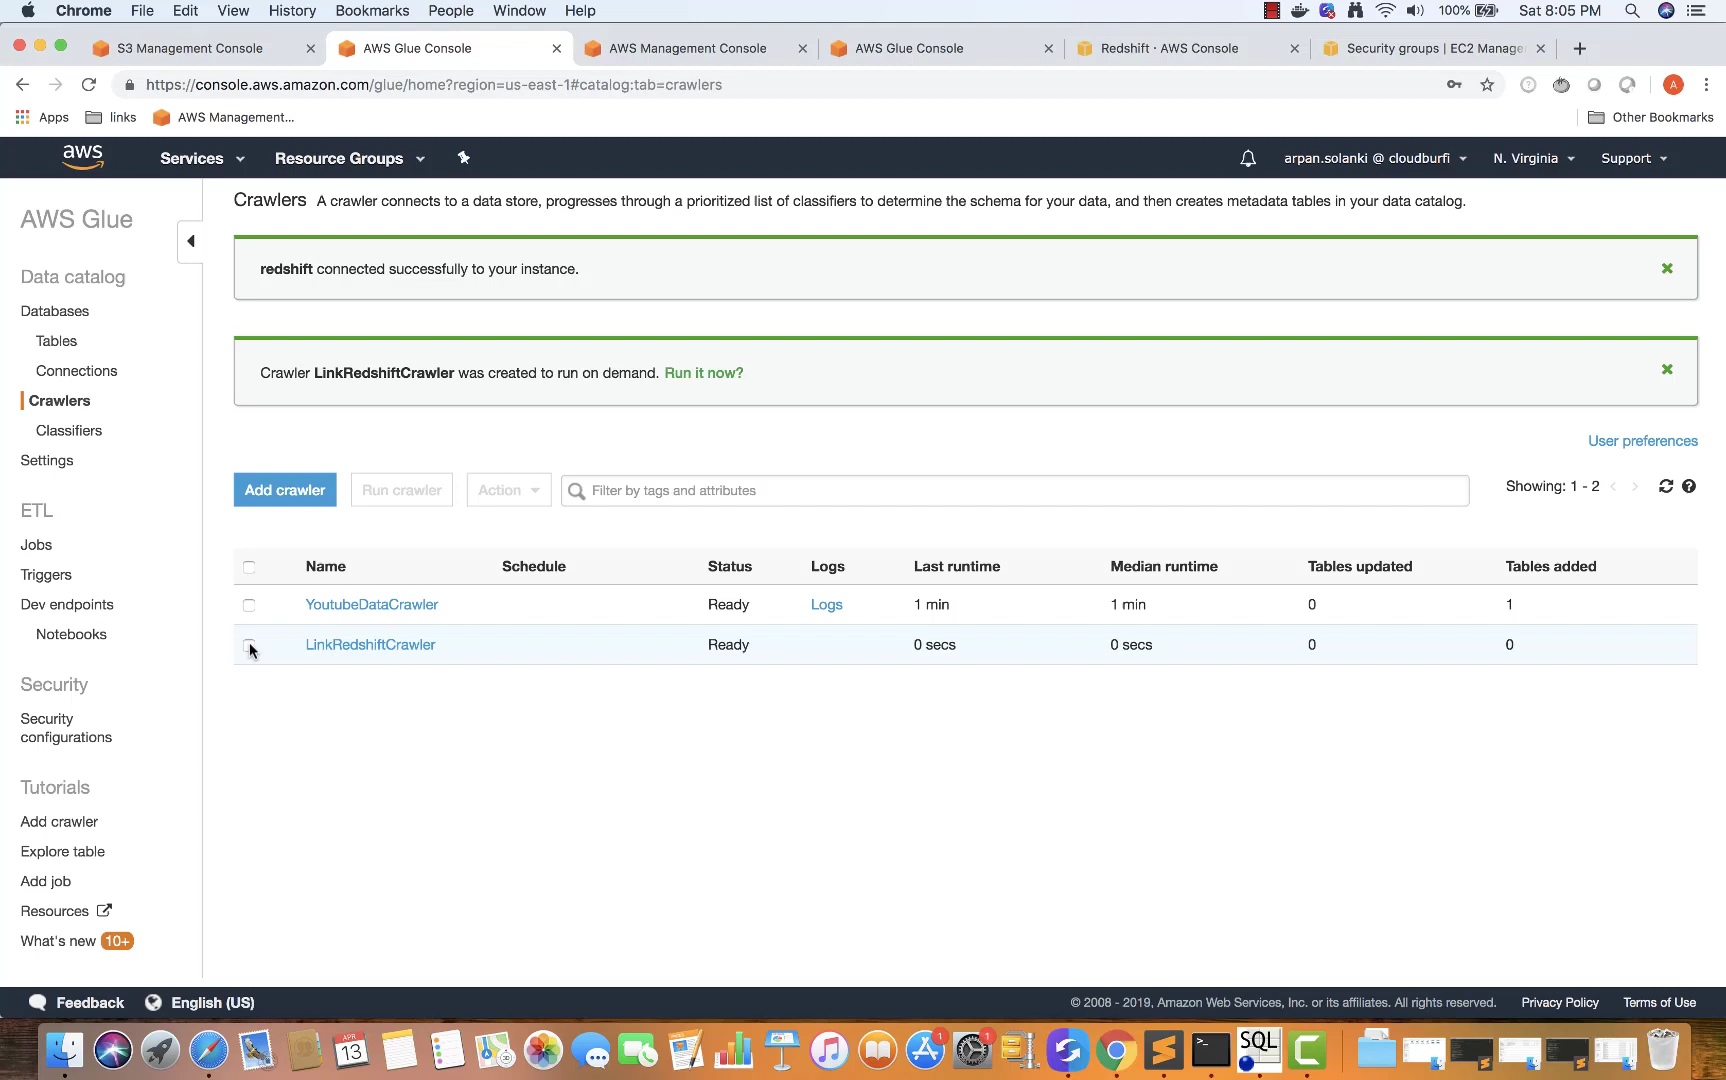 Chrome File Edit View History Bookmarks People Window Help 100% Sat 8:05 PM
S3 Management Console AWS Glue Console AWS Management Console AWS Glue Console Redshift · AWS Console Security groups | EC2 Manage
https://console.aws.amazon.com/glue/home?region=us-east-1#catalog:tab=crawlers A
Apps links AWS Management... Other Bookmarks
aws Services Resource Groups arpan.solanki @ cloudburfi N. Virginia Support
AWS Glue
Data catalog
Databases
Tables
Connections
Crawlers
Classifiers
Settings
ETL
Jobs
Triggers
Dev endpoints
Notebooks
Security
Security
configurations
Tutorials
Add crawler
Explore table
Add job
Resources
What's new 10+
Crawlers A crawler connects to a data store, progresses through a prioritized list of classifiers to determine the schema for your data, and then creates metadata tables in your data catalog.
redshift connected successfully to your instance.
Crawler LinkRedshiftCrawler was created to run on demand. Run it now?
User preferences
Add crawler Run crawler Action Filter by tags and attributes Showing: 1 - 2
Name Schedule Status Logs Last runtime Median runtime Tables updated Tables added
YoutubeDataCrawler Ready Logs 1 min 1 min 0 1
LinkRedshiftCrawler Ready 0 secs 0 secs 0 0
Feedback English (US) © 2008 - 2019, Amazon Web Services, Inc. or its affiliates. All rights reserved. Privacy Policy Terms of Use
APR
13
3D
1
1
SQL